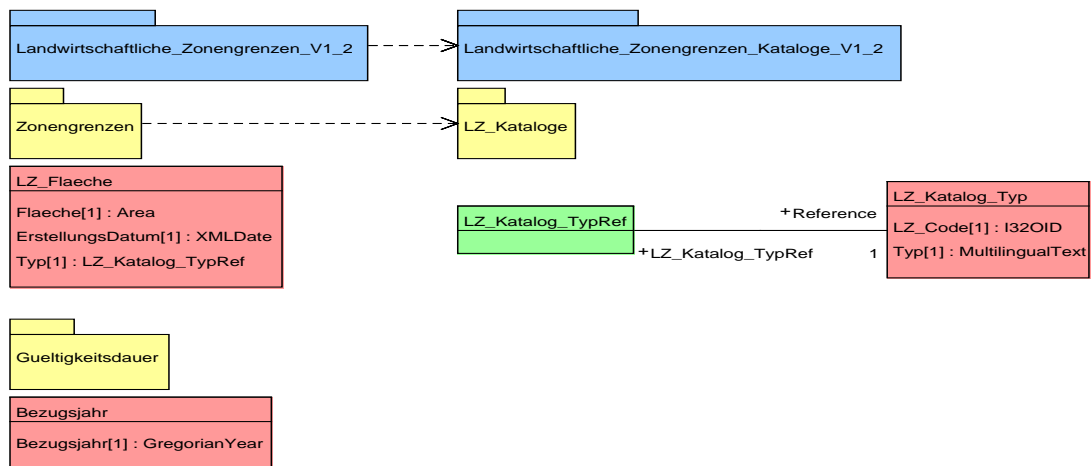 Landwirtschaftliche_Zonengrenzen_V1_2
Landwirtschaftliche_Zonengrenzen_Kataloge_V1_2
Zonengrenzen
LZ_Kataloge
LZ_Flaeche
Flaeche[1] : Area
ErstellungsDatum[1] : XMLDate
Typ[1] : LZ_Katalog_TypRef
LZ_Katalog_TypRef
+Reference
+LZ_Katalog_TypRef
1
LZ_Katalog_Typ
LZ_Code[1] : I32OID
Typ[1] : MultilingualText
Gueltigkeitsdauer
Bezugsjahr
Bezugsjahr[1] : GregorianYear